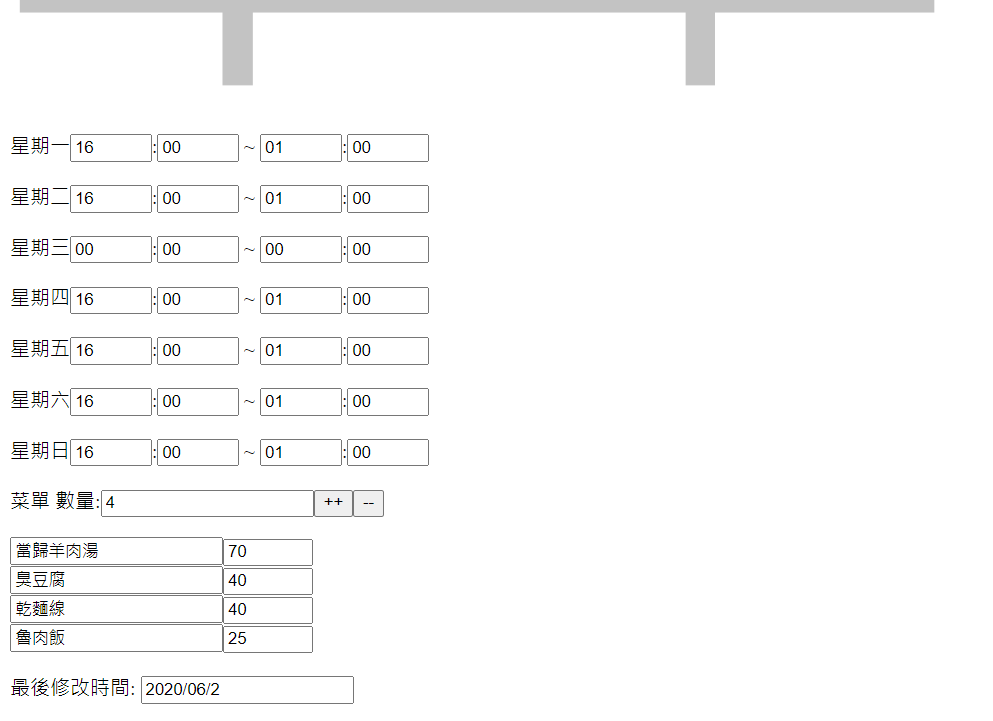 星期一 16 : 00 ~ 01 : 00
星期二 16 : 00 ~ 01 : 00
星期三 00 : 00 ~ 00 : 00
星期四 16 : 00 ~ 01 : 00
星期五 16 : 00 ~ 01 : 00
星期六 16 : 00 ~ 01 : 00
星期日 16 : 00 ~ 01 : 00
菜單 數量: 4 ++ --
當歸羊肉湯 70
臭豆腐 40
乾麵線 40
魯肉飯 25
最後修改時間: 2020/06/2